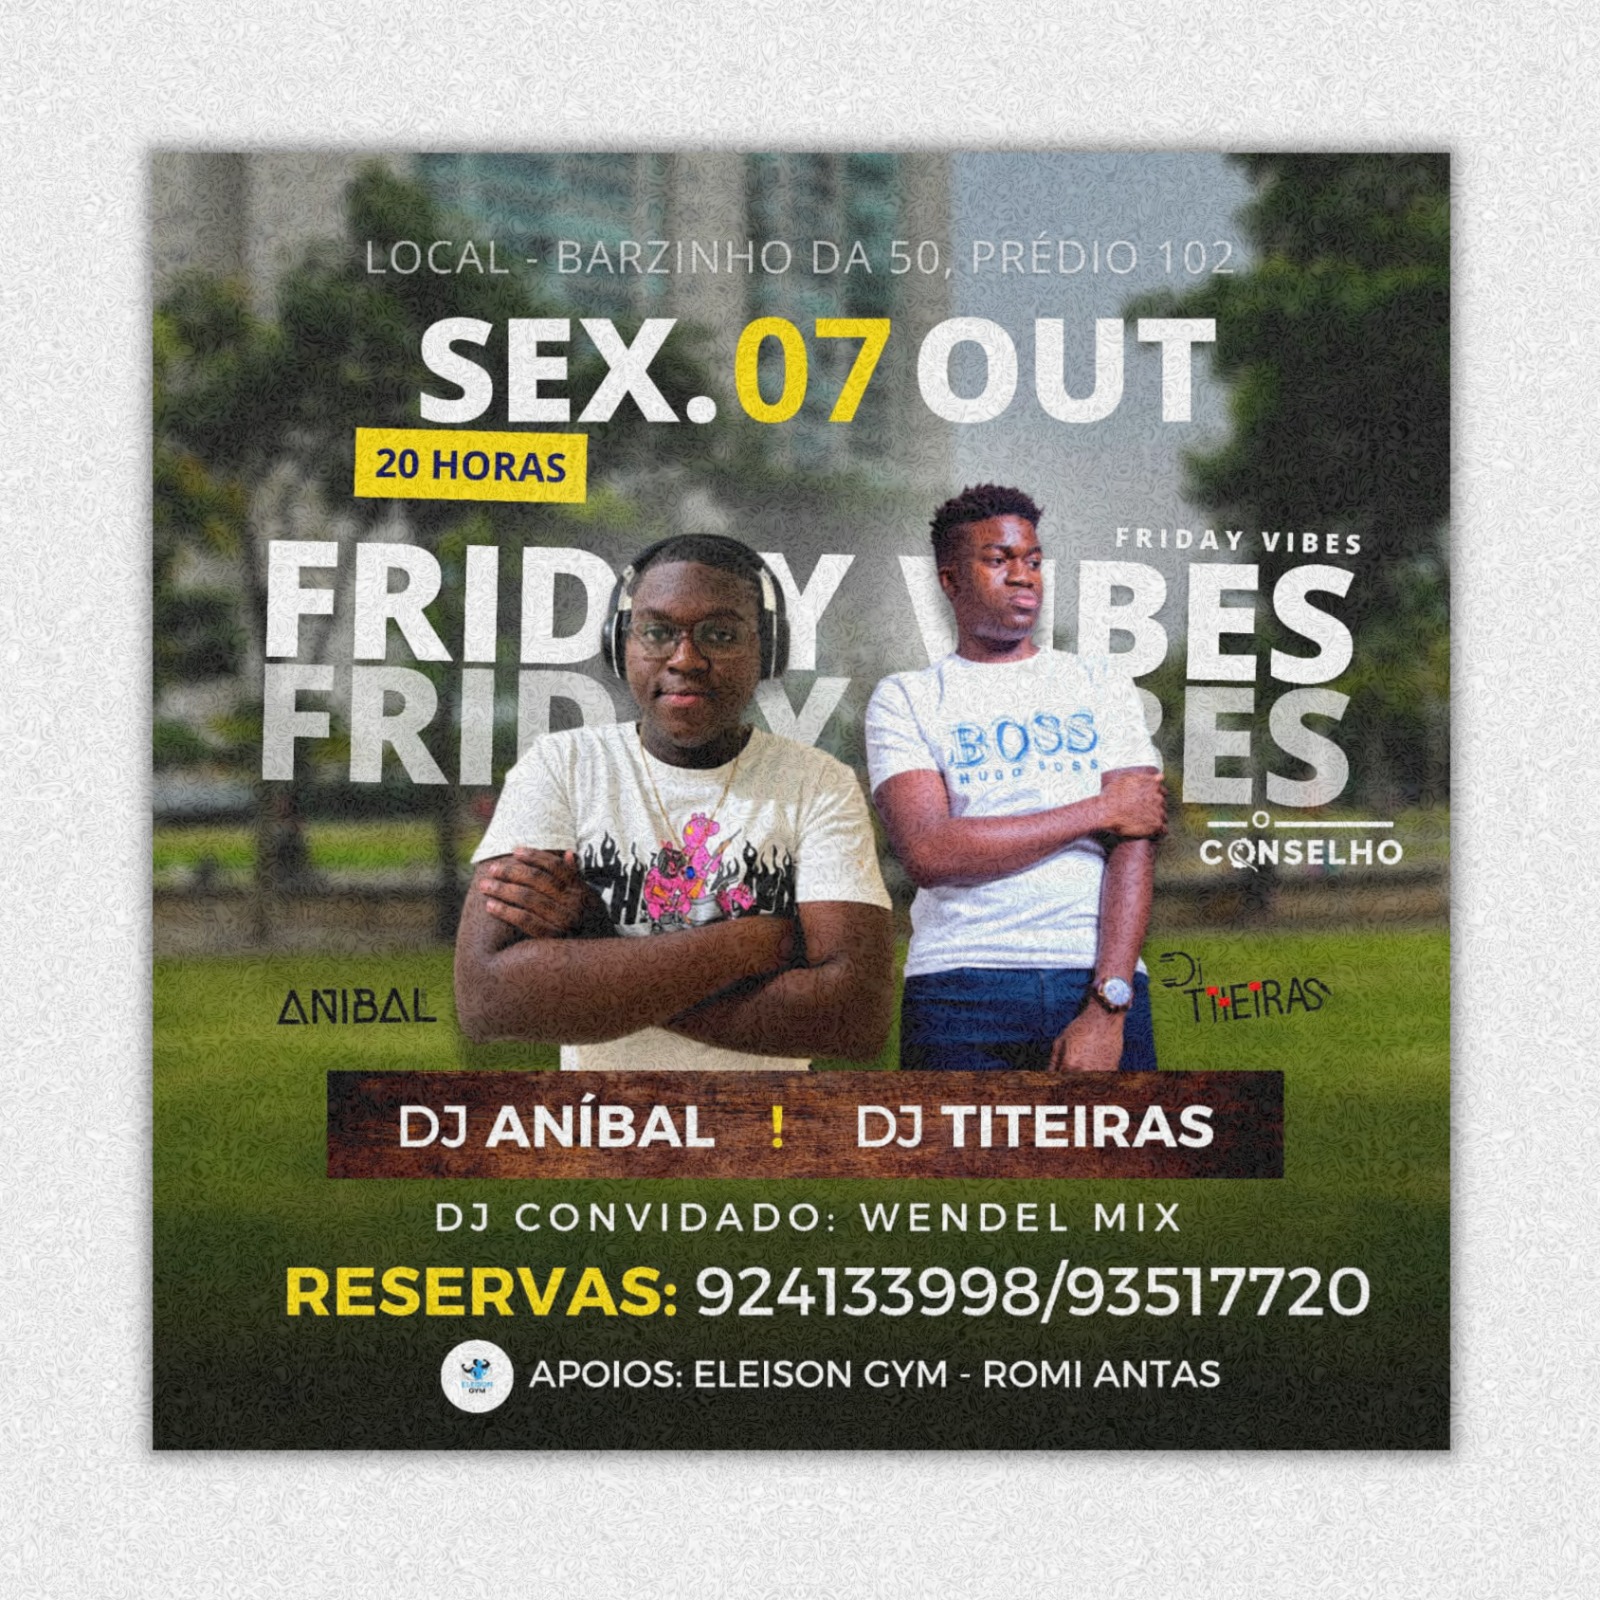 LOCAL - BARZINHO DA 50, PRÉDIO 102
SEX. 07 OUT
20 HORAS
FRIDAY VIBES
FRIDAY VIBES
FRIDAY VIBES
BOSS
HUGO BOSS
O
CONSELHO
ANIBAL
Dj
TITEIRAS
DJ ANÍBAL ! DJ TITEIRAS
DJ CONVIDADO: WENDEL MIX
RESERVAS: 924133998/93517720
ELEISON
GYM
APOIOS: ELEISON GYM - ROMI ANTAS